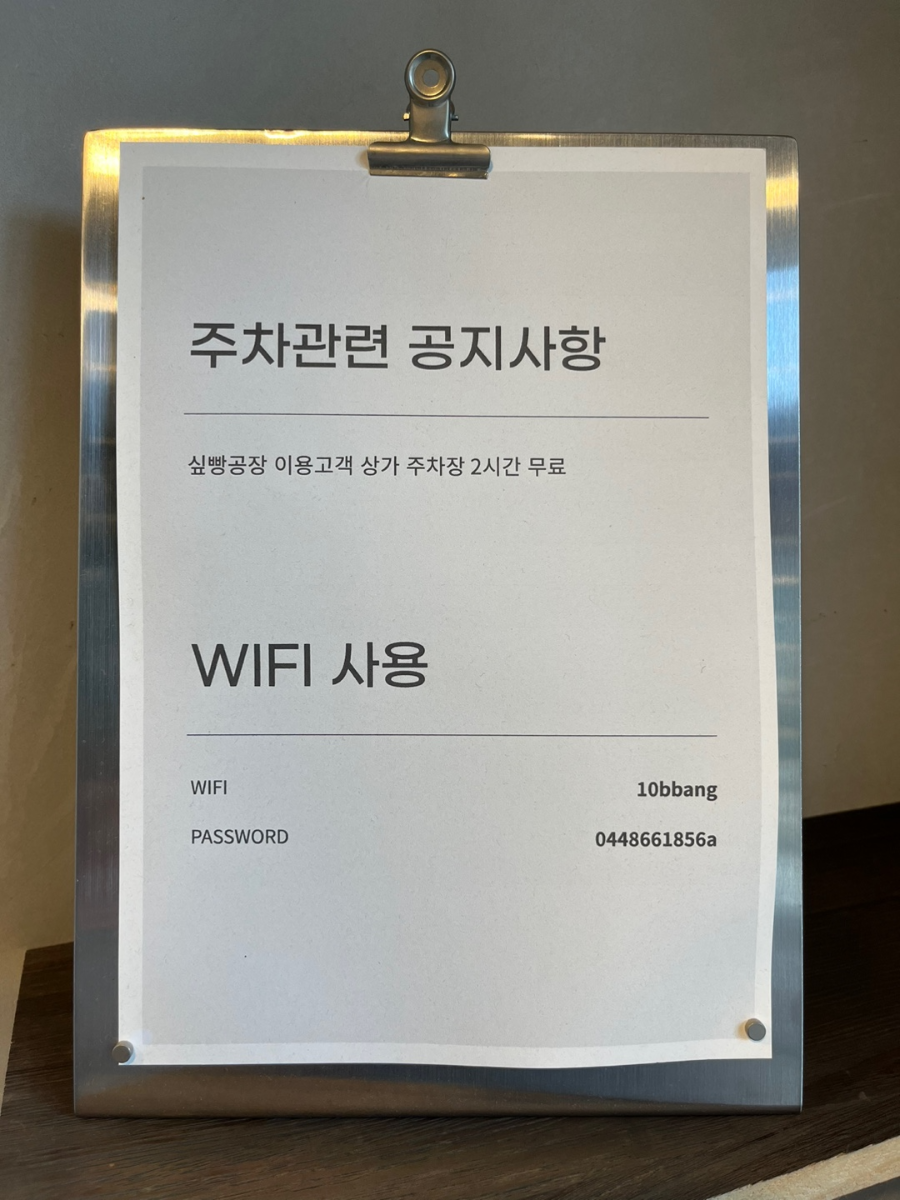 주차관련 공지사항
싶빵공장 이용고객 상가 주차장 2시간 무료
WIFI 사용
WIFI 10bbang
PASSWORD 0448661856a